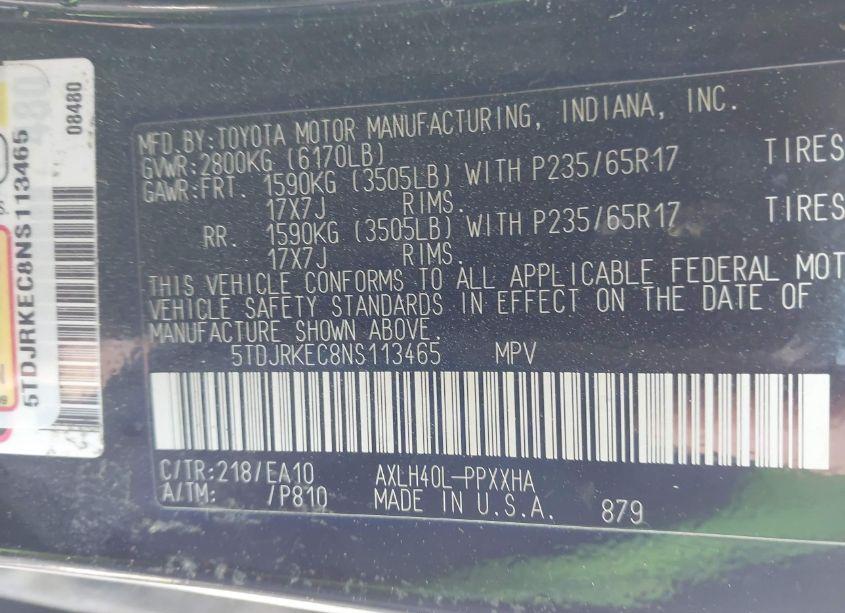 MFD.BY:TOYOTA MOTOR MANUFACTURING, INDIANA, INC.
GVWR:2800KG (6170LB)
GAWR:FRT. 1590KG (3505LB) WITH P235/65R17 TIRES
17X7J RIMS.
RR. 1590KG (3505LB) WITH P235/65R17 TIRES
17X7J RIMS.
THIS VEHICLE CONFORMS TO ALL APPLICABLE FEDERAL MOT
VEHICLE SAFETY STANDARDS IN EFFECT ON THE DATE OF
MANUFACTURE SHOWN ABOVE.
5TDJRKEC8NS113465 MPV
C/TR:218/EA10 AXLH40L-PPXXHA
A/TM: /P810 MADE IN U.S.A. 879
08480
5TDJRKEC8NS113465